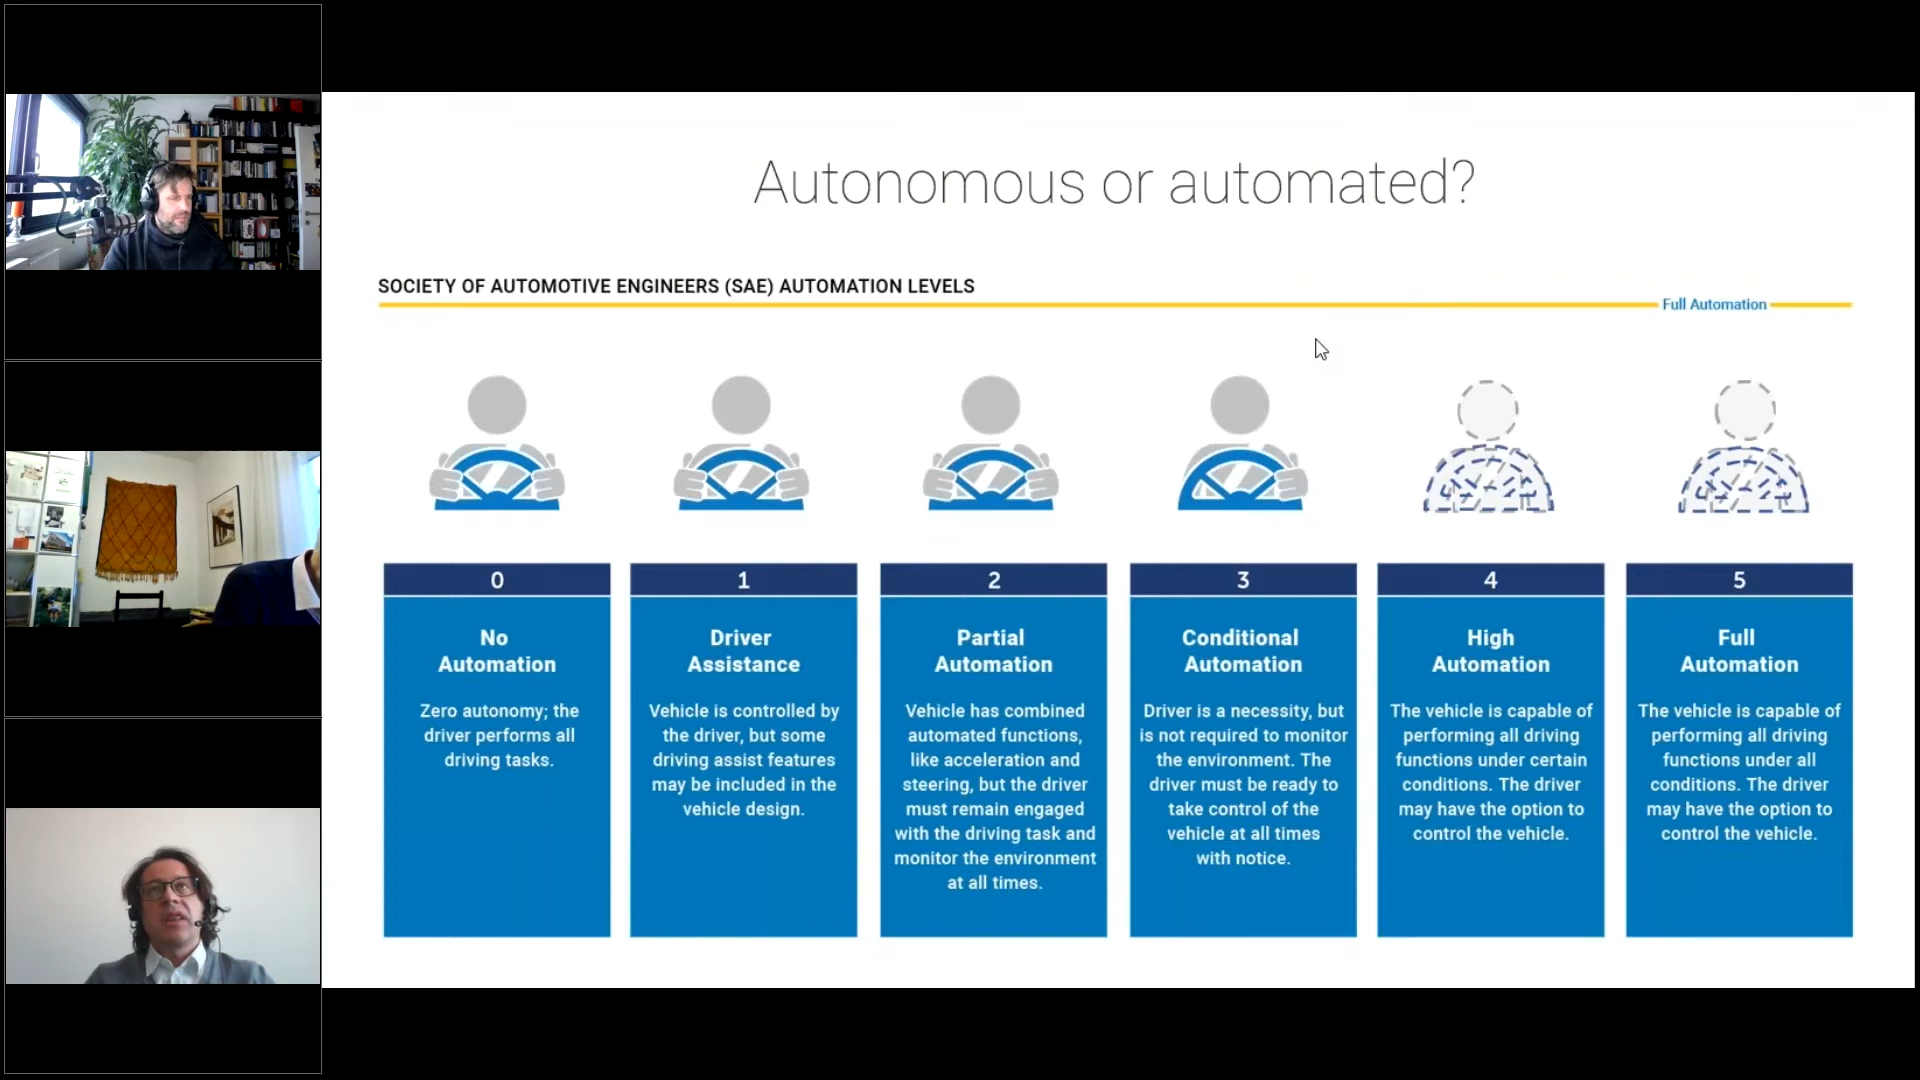 Autonomous or automated?
SOCIETY OF AUTOMOTIVE ENGINEERS (SAE) AUTOMATION LEVELS
Full Automation
0
No
Automation
Zero autonomy; the
driver performs all
driving tasks.
1
Driver
Assistance
Vehicle is controlled by
the driver, but some
driving assist features
may be included in the
vehicle design.
2
Partial
Automation
Vehicle has combined
automated functions,
like acceleration and
steering, but the driver
must remain engaged
with the driving task and
monitor the environment
at all times.
3
Conditional
Automation
Driver is a necessity, but
is not required to monitor
the environment. The
driver must be ready to
take control of the
vehicle at all times
with notice.
4
High
Automation
The vehicle is capable of
performing all driving
functions under certain
conditions. The driver
may have the option to
control the vehicle.
5
Full
Automation
The vehicle is capable of
performing all driving
functions under all
conditions. The driver
may have the option to
control the vehicle.